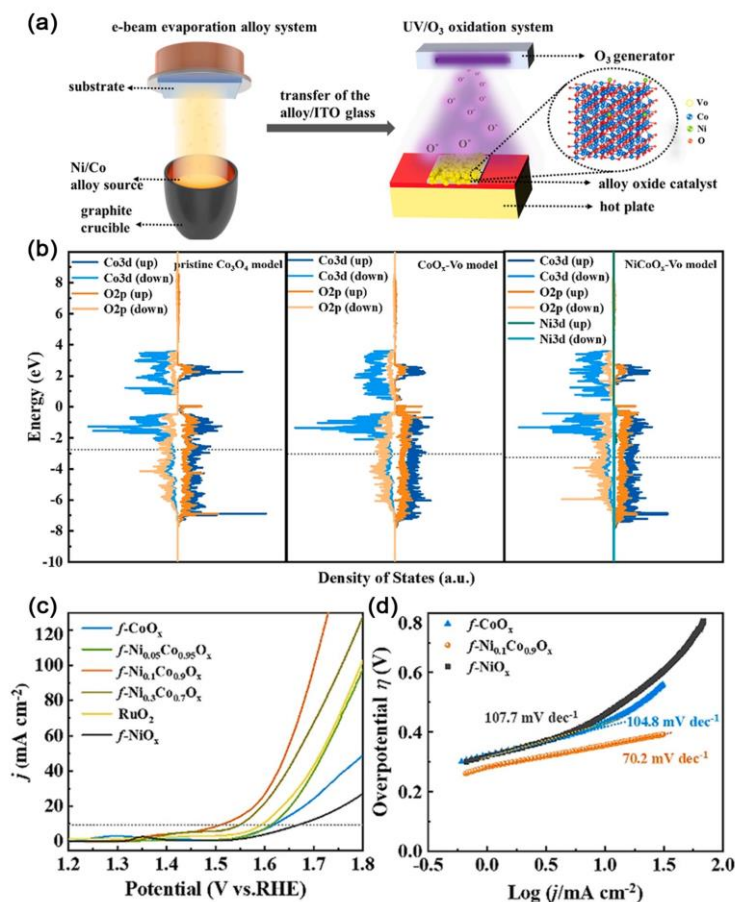 (a)
e-beam evaporation alloy system
substrate
Ni/Co
alloy source
graphite
crucible
transfer of the
alloy/ITO glass
UV/O₃ oxidation system
O₃ generator
Vo
Co
Ni
O
alloy oxide catalyst
hot plate
(b)
Energy (eV)
10
8
6
4
2
0
-2
-4
-6
-8
-10
Co3d (up)
Co3d (down)
O2p (up)
O2p (down)
pristine Co₃O₄ model
Co3d (up)
Co3d (down)
O2p (up)
O2p (down)
CoOₓ-Vo model
Co3d (up)
Co3d (down)
O2p (up)
O2p (down)
Ni3d (up)
Ni3d (down)
NiCoOₓ-Vo model
Density of States (a.u.)
(c)
j (mA cm⁻²)
120
100
80
60
40
20
0
f-CoOₓ
f-Ni₀.₀₅Co₀.₉₅Oₓ
f-Ni₀.₁Co₀.₉Oₓ
f-Ni₀.₃Co₀.₇Oₓ
RuO₂
f-NiOₓ
1.2 1.3 1.4 1.5 1.6 1.7 1.8
Potential (V vs.RHE)
(d)
Overpotential η (V)
0.8
0.6
0.4
0.2
0.0
f-CoOₓ
f-Ni₀.₁Co₀.₉Oₓ
f-NiOₓ
107.7 mV dec⁻¹
104.8 mV dec⁻¹
70.2 mV dec⁻¹
-0.5 0.0 0.5 1.0 1.5 2.0
Log (j/mA cm⁻²)